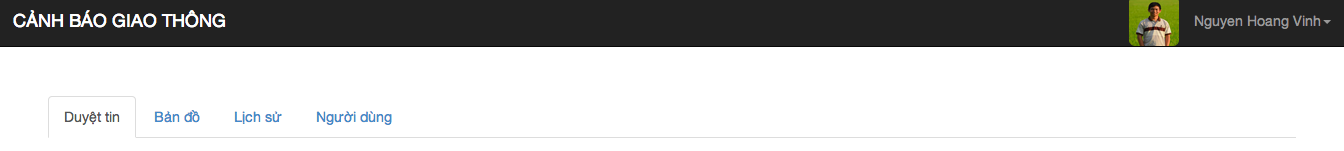 CẢNH BÁO GIAO THÔNG
Nguyen Hoang Vinh
Duyệt tin
Bản đồ
Lịch sử
Người dùng